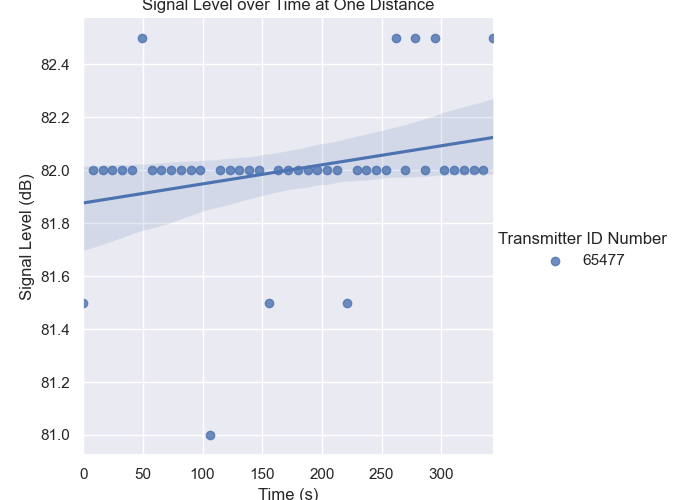 Signal Level over Time at One Distance
Signal Level (dB)
82.4
82.2
82.0
81.8
81.6
81.4
81.2
81.0
0 50 100 150 200 250 300
Time (s)
Transmitter ID Number
65477